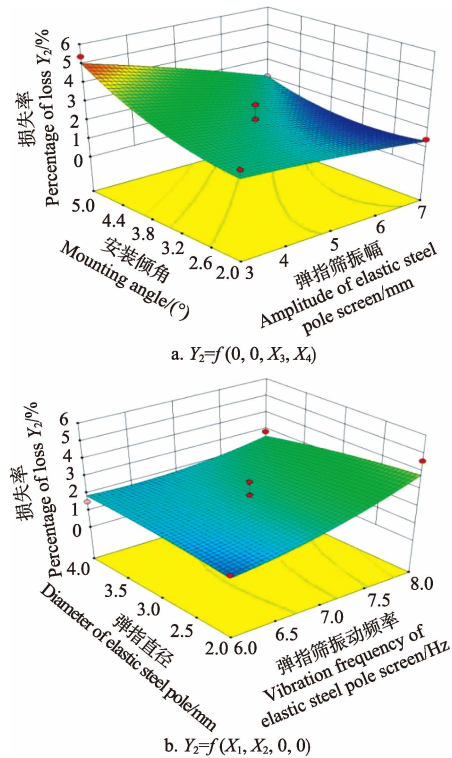 6
5
4
3
2
1
0
损失率
Percentage of loss Y₂/%
5.0
4.4
3.8
3.2
2.6
2.0
安装倾角
Mounting angle/(°)
3
4
5
6
7
弹指筛振幅
Amplitude of elastic steel
pole screen/mm
a. Y₂=f(0, 0, X₃, X₄)
6
5
4
3
2
1
0
损失率
Percentage of loss Y₂/%
4.0
3.5
3.0
2.5
2.0
弹指直径
Diameter of elastic steel pole/mm
6.0
6.5
7.0
7.5
8.0
弹指筛振动频率
Vibration frequency of
elastic steel pole screen/Hz
b. Y₂=f(X₁, X₂, 0, 0)